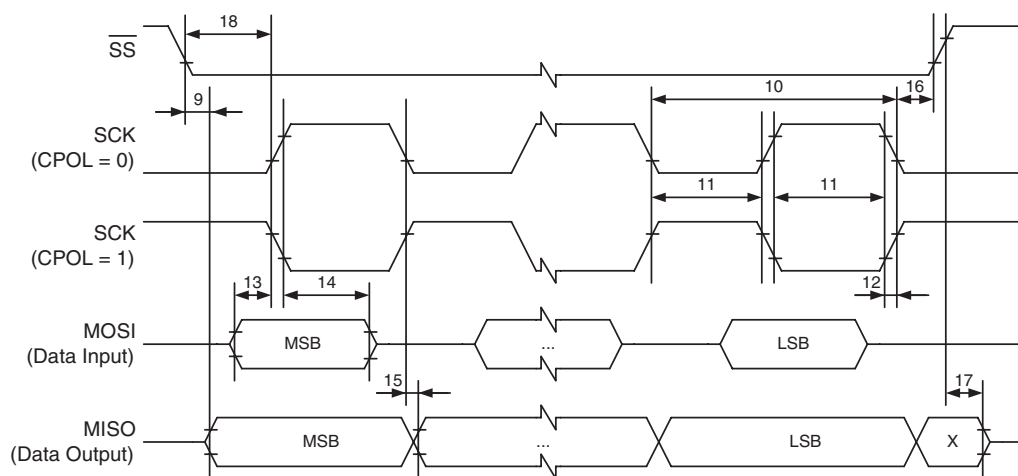 18
SS
10
9
16
SCK
(CPOL = 0)
11
11
SCK
(CPOL = 1)
13
14
12
MOSI
(Data Input)
MSB
...
LSB
15
17
MISO
(Data Output)
MSB
...
LSB
X